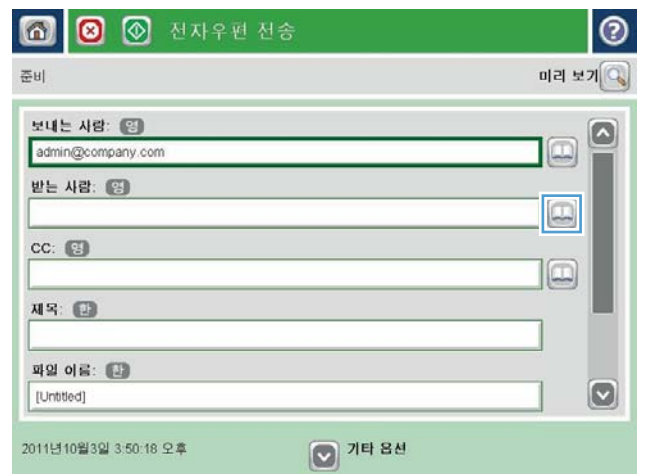 전자우편 전송
준비 미리 보기
보내는 사람: 영
admin@company.com
받는 사람: 영
CC: 영
제목: 한
파일 이름: 한
[Untitled]
2011년10월3일 3:50:18 오후 기타 옵션